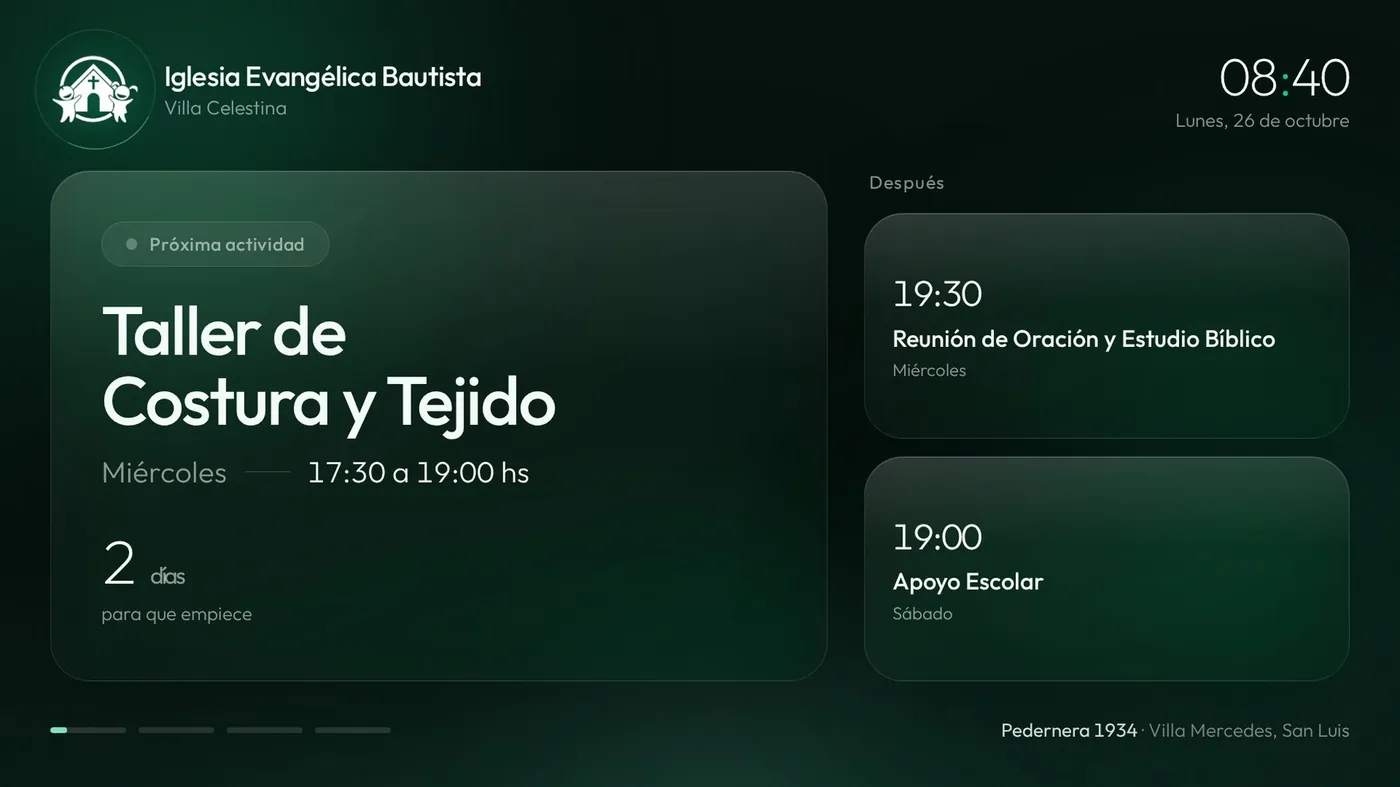 Iglesia Evangélica Bautista
Villa Celestina
08:40
Lunes, 26 de octubre
Próxima actividad
Taller de
Costura y Tejido
Miércoles — 17:30 a 19:00 hs
2 días
para que empiece
Después
19:30
Reunión de Oración y Estudio Bíblico
Miércoles
19:00
Apoyo Escolar
Sábado
Pedernera 1934 · Villa Mercedes, San Luis